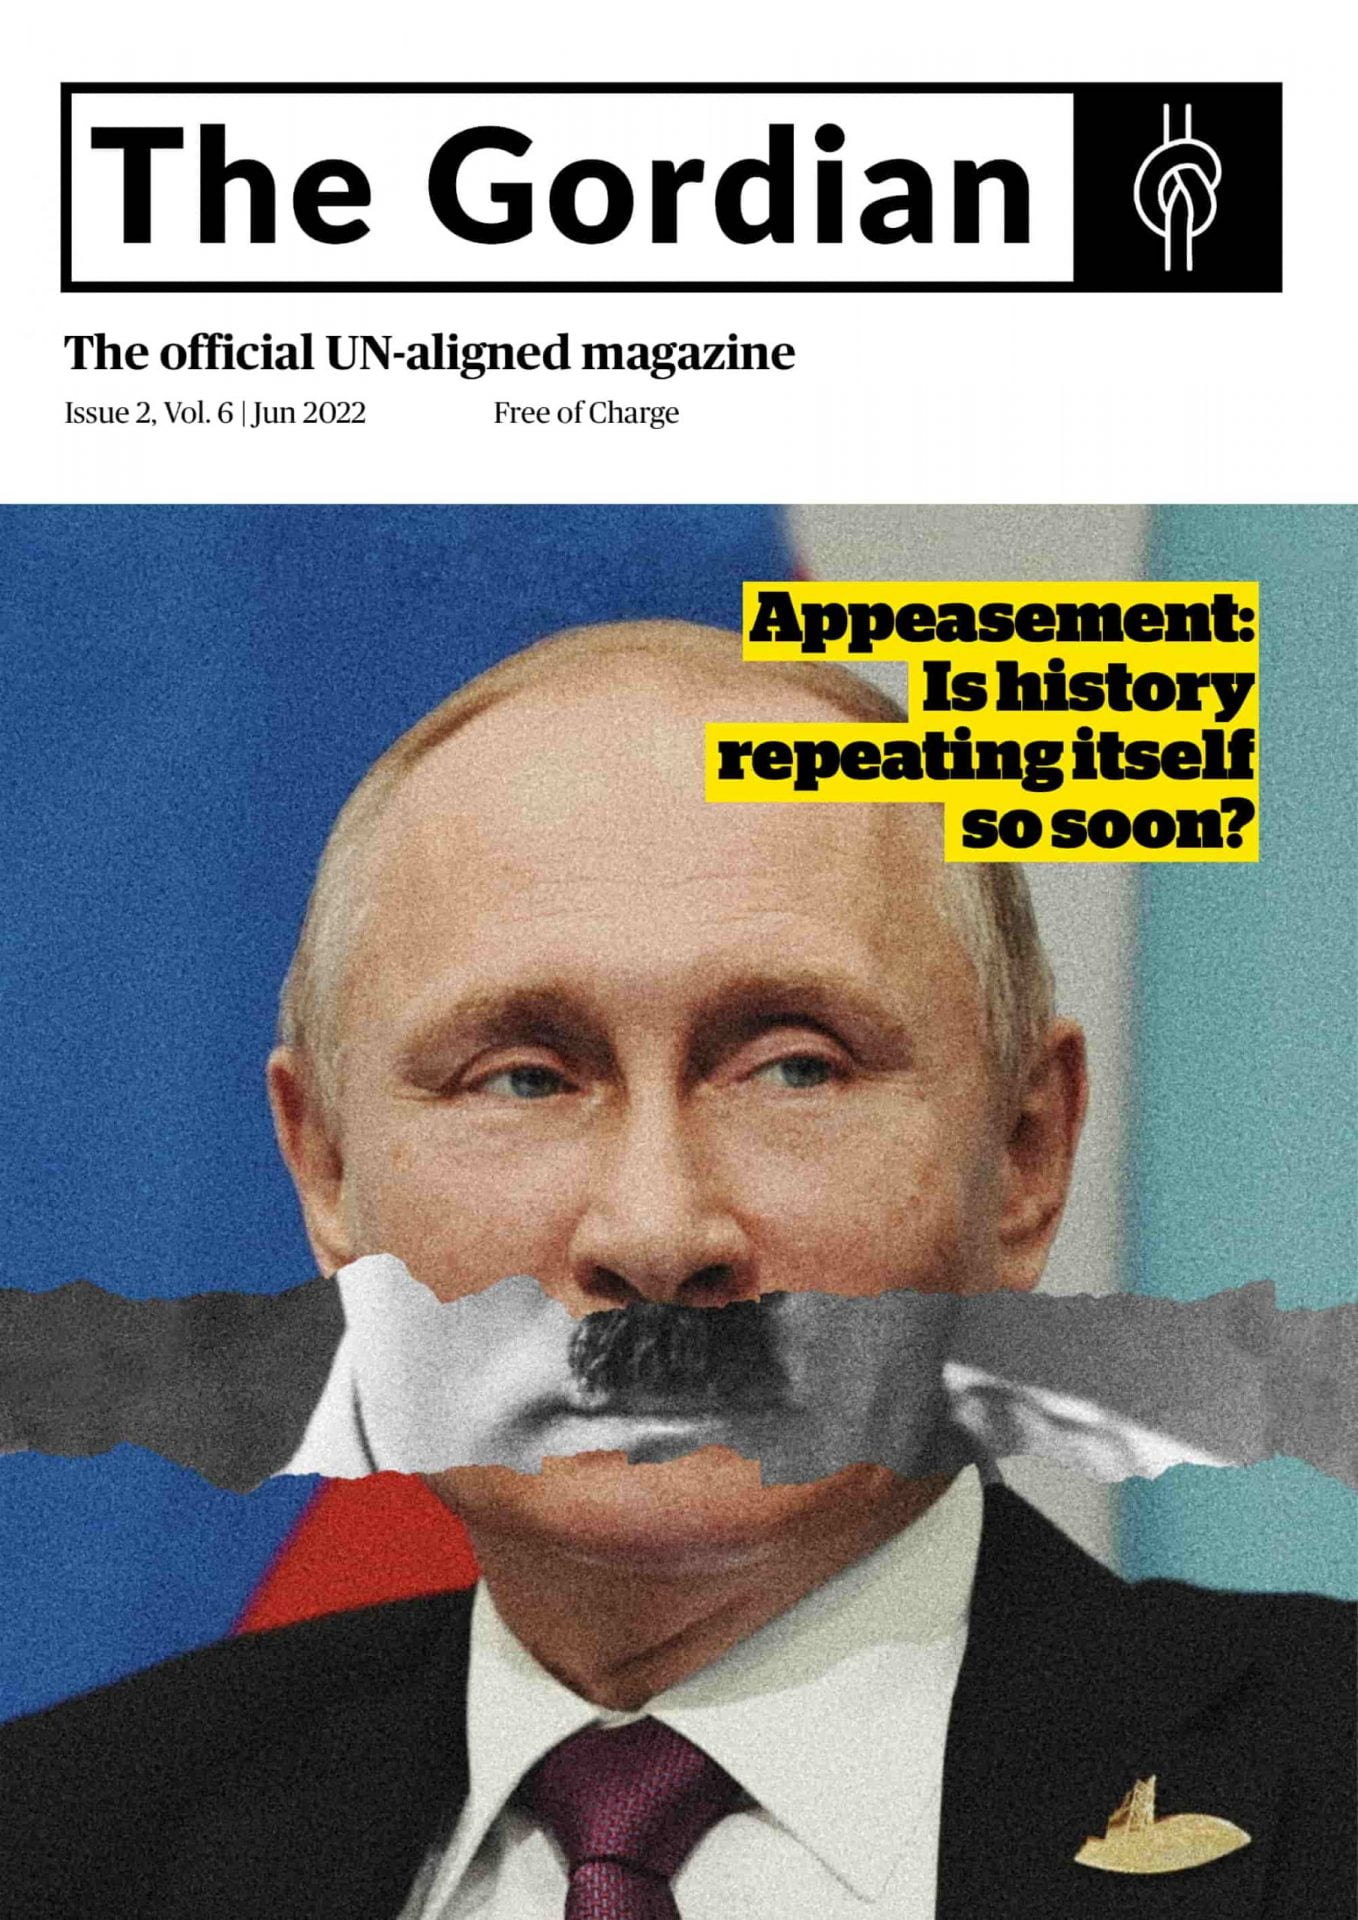 The Gordian
The official UN-aligned magazine
Issue 2, Vol. 6 | Jun 2022 Free of Charge
Appeasement:
Is history
repeating itself
so soon?